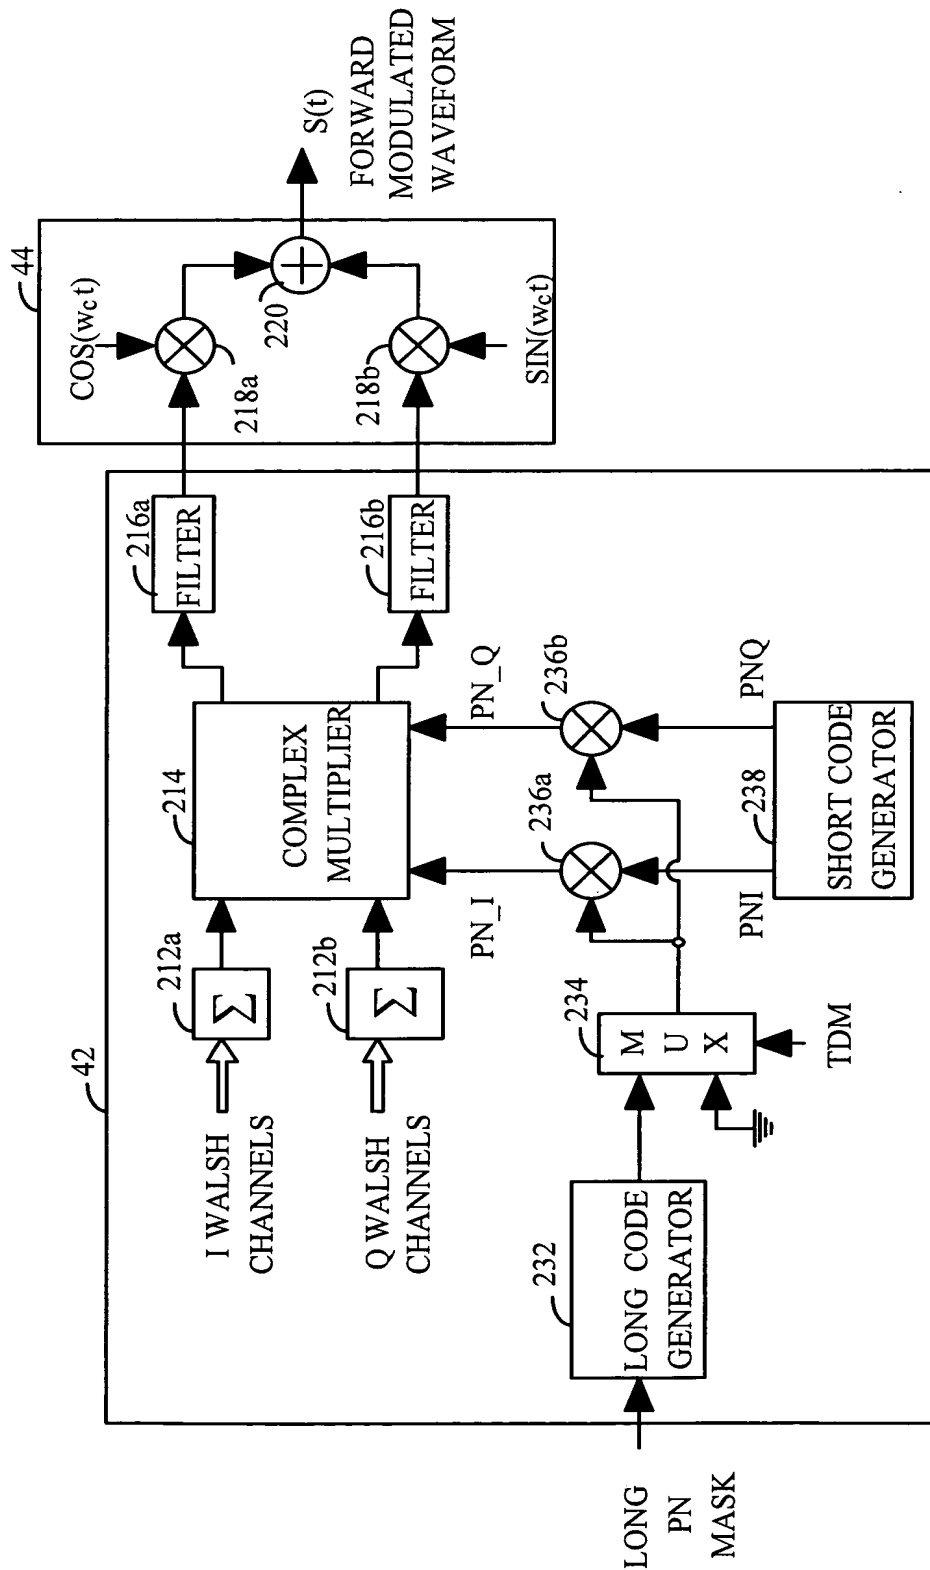 42
44
I WALSH
CHANNELS
212a
Σ
Q WALSH
CHANNELS
212b
Σ
214
COMPLEX
MULTIPLIER
216a
FILTER
216b
FILTER
COS(wct)
218a
218b
SIN(wct)
220
S(t)
FORWARD
MODULATED
WAVEFORM
PN_I
PN_Q
236a
236b
LONG
PN
MASK
232
LONG CODE
GENERATOR
234
M
U
X
TDM
PNI
PNQ
238
SHORT CODE
GENERATOR